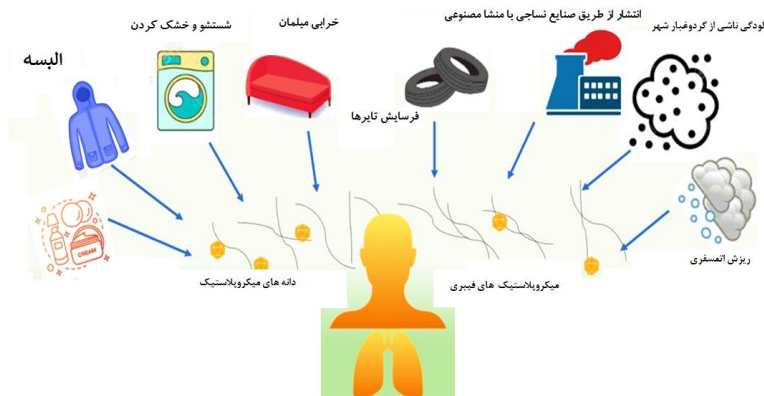 انتشار از طریق صنایع نساجی با منشا مصنوعی
لودگی ناشی از گردوغبار شهر
خرابی مبلمان
شستشو و خشک کردن
البسه
فرسایش تایرها
CREAM
ریزش اتمسفری
میکروپلاستیک های فیبری
دانه های میکروپلاستیک